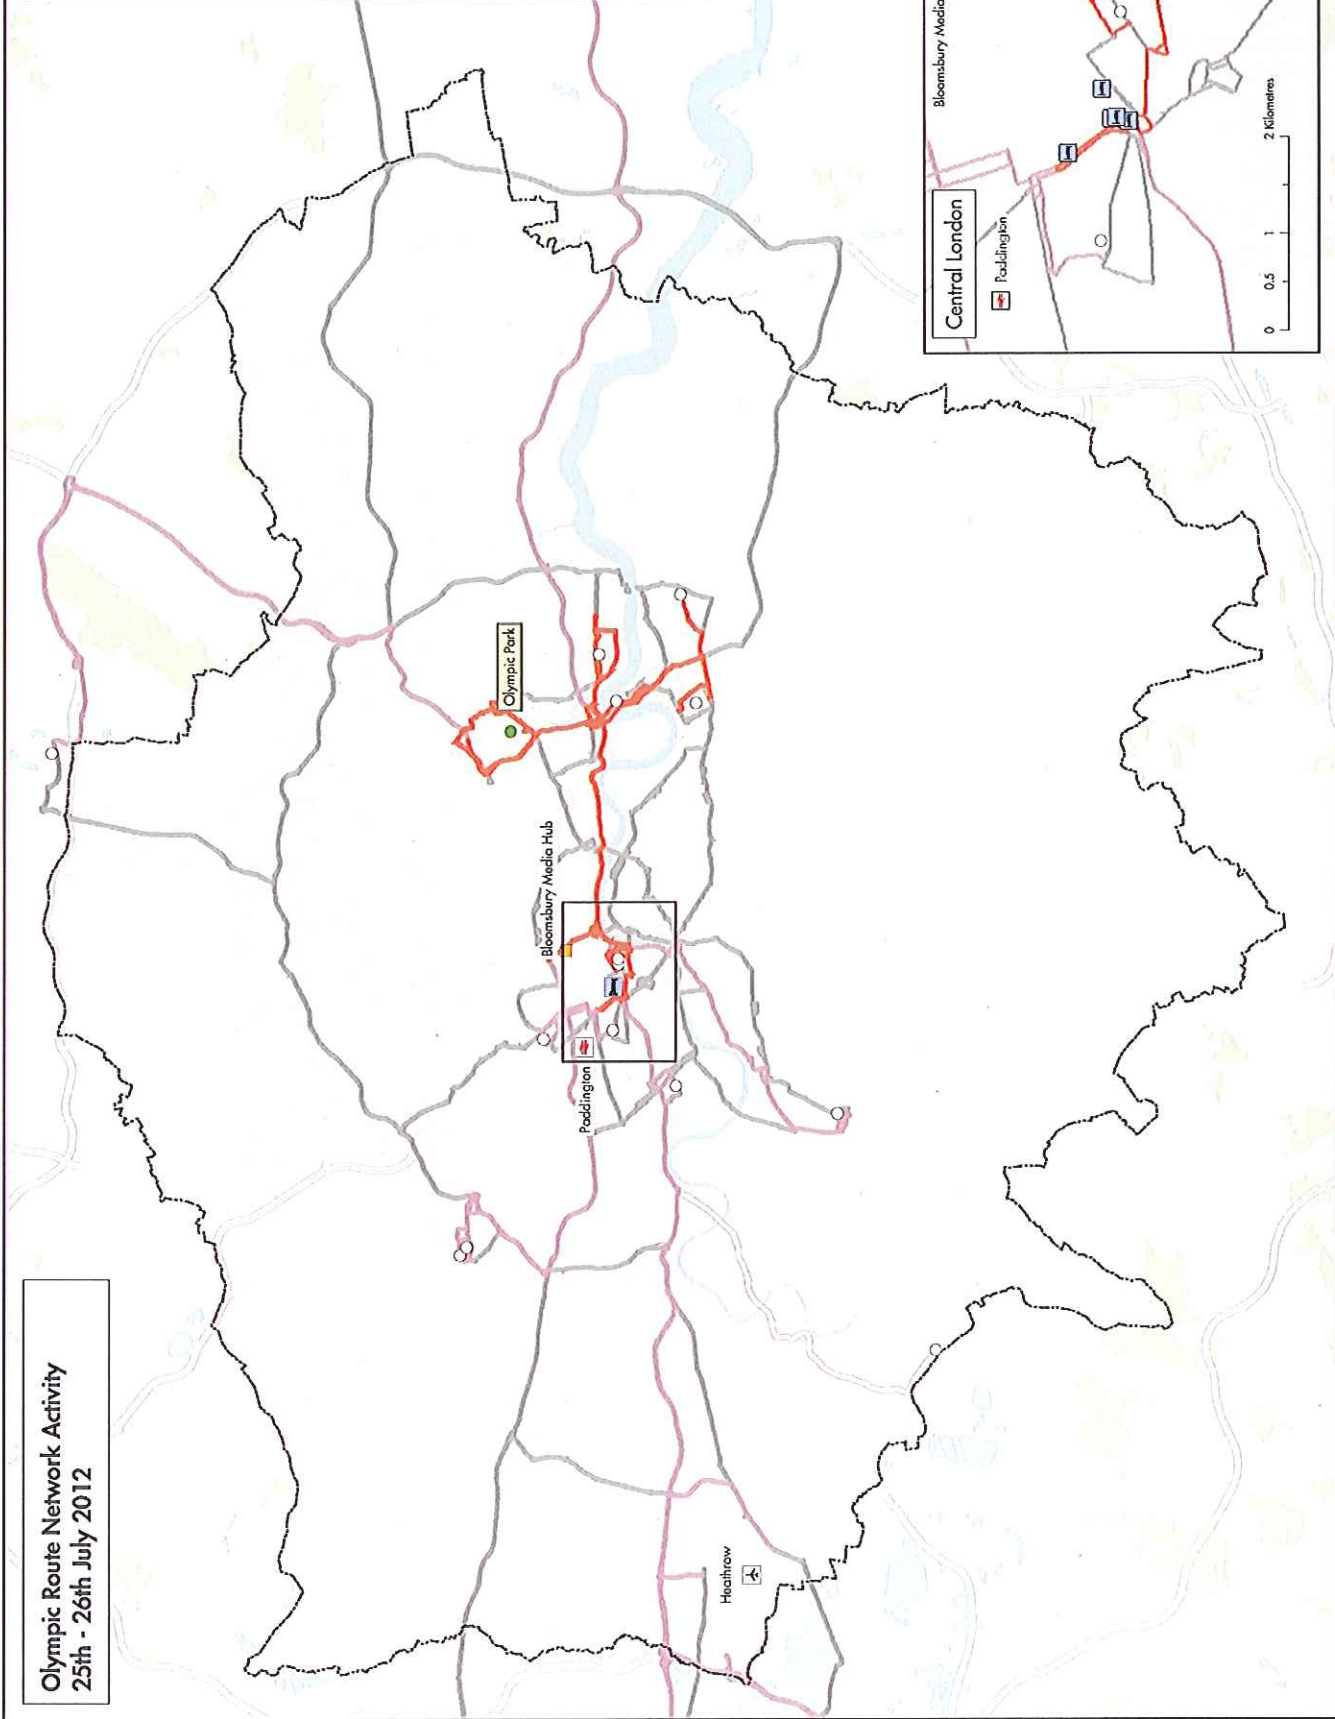 Olympic Route Network Activity
25th - 26th July 2012
Olympic Park
Bloomsbury Media Hub
Paddington
Heathrow
Central London
Bloomsbury Media
Paddington
0 0.5 1 2 Kilometres